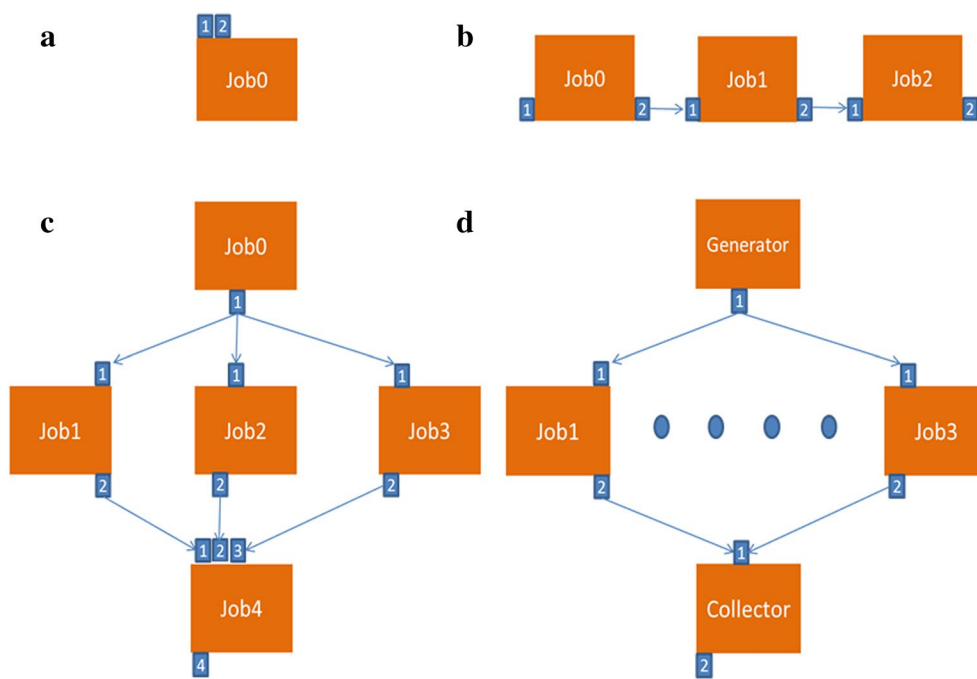 a
1 2
Job0
b
Job0 Job1 Job2
1 2 1 2 1 2
c
Job0
1
1 1 1
Job1 Job2 Job3
2 2 2
1 2 3
Job4
4
d
Generator
1
1 1
Job1 Job3
2 2
1
Collector
2